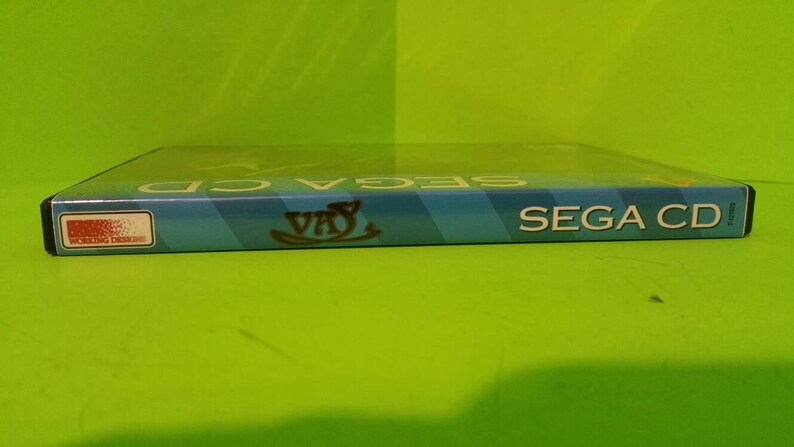 SEGA CD
WORKING DESIGNS
VAY
SEGA CD